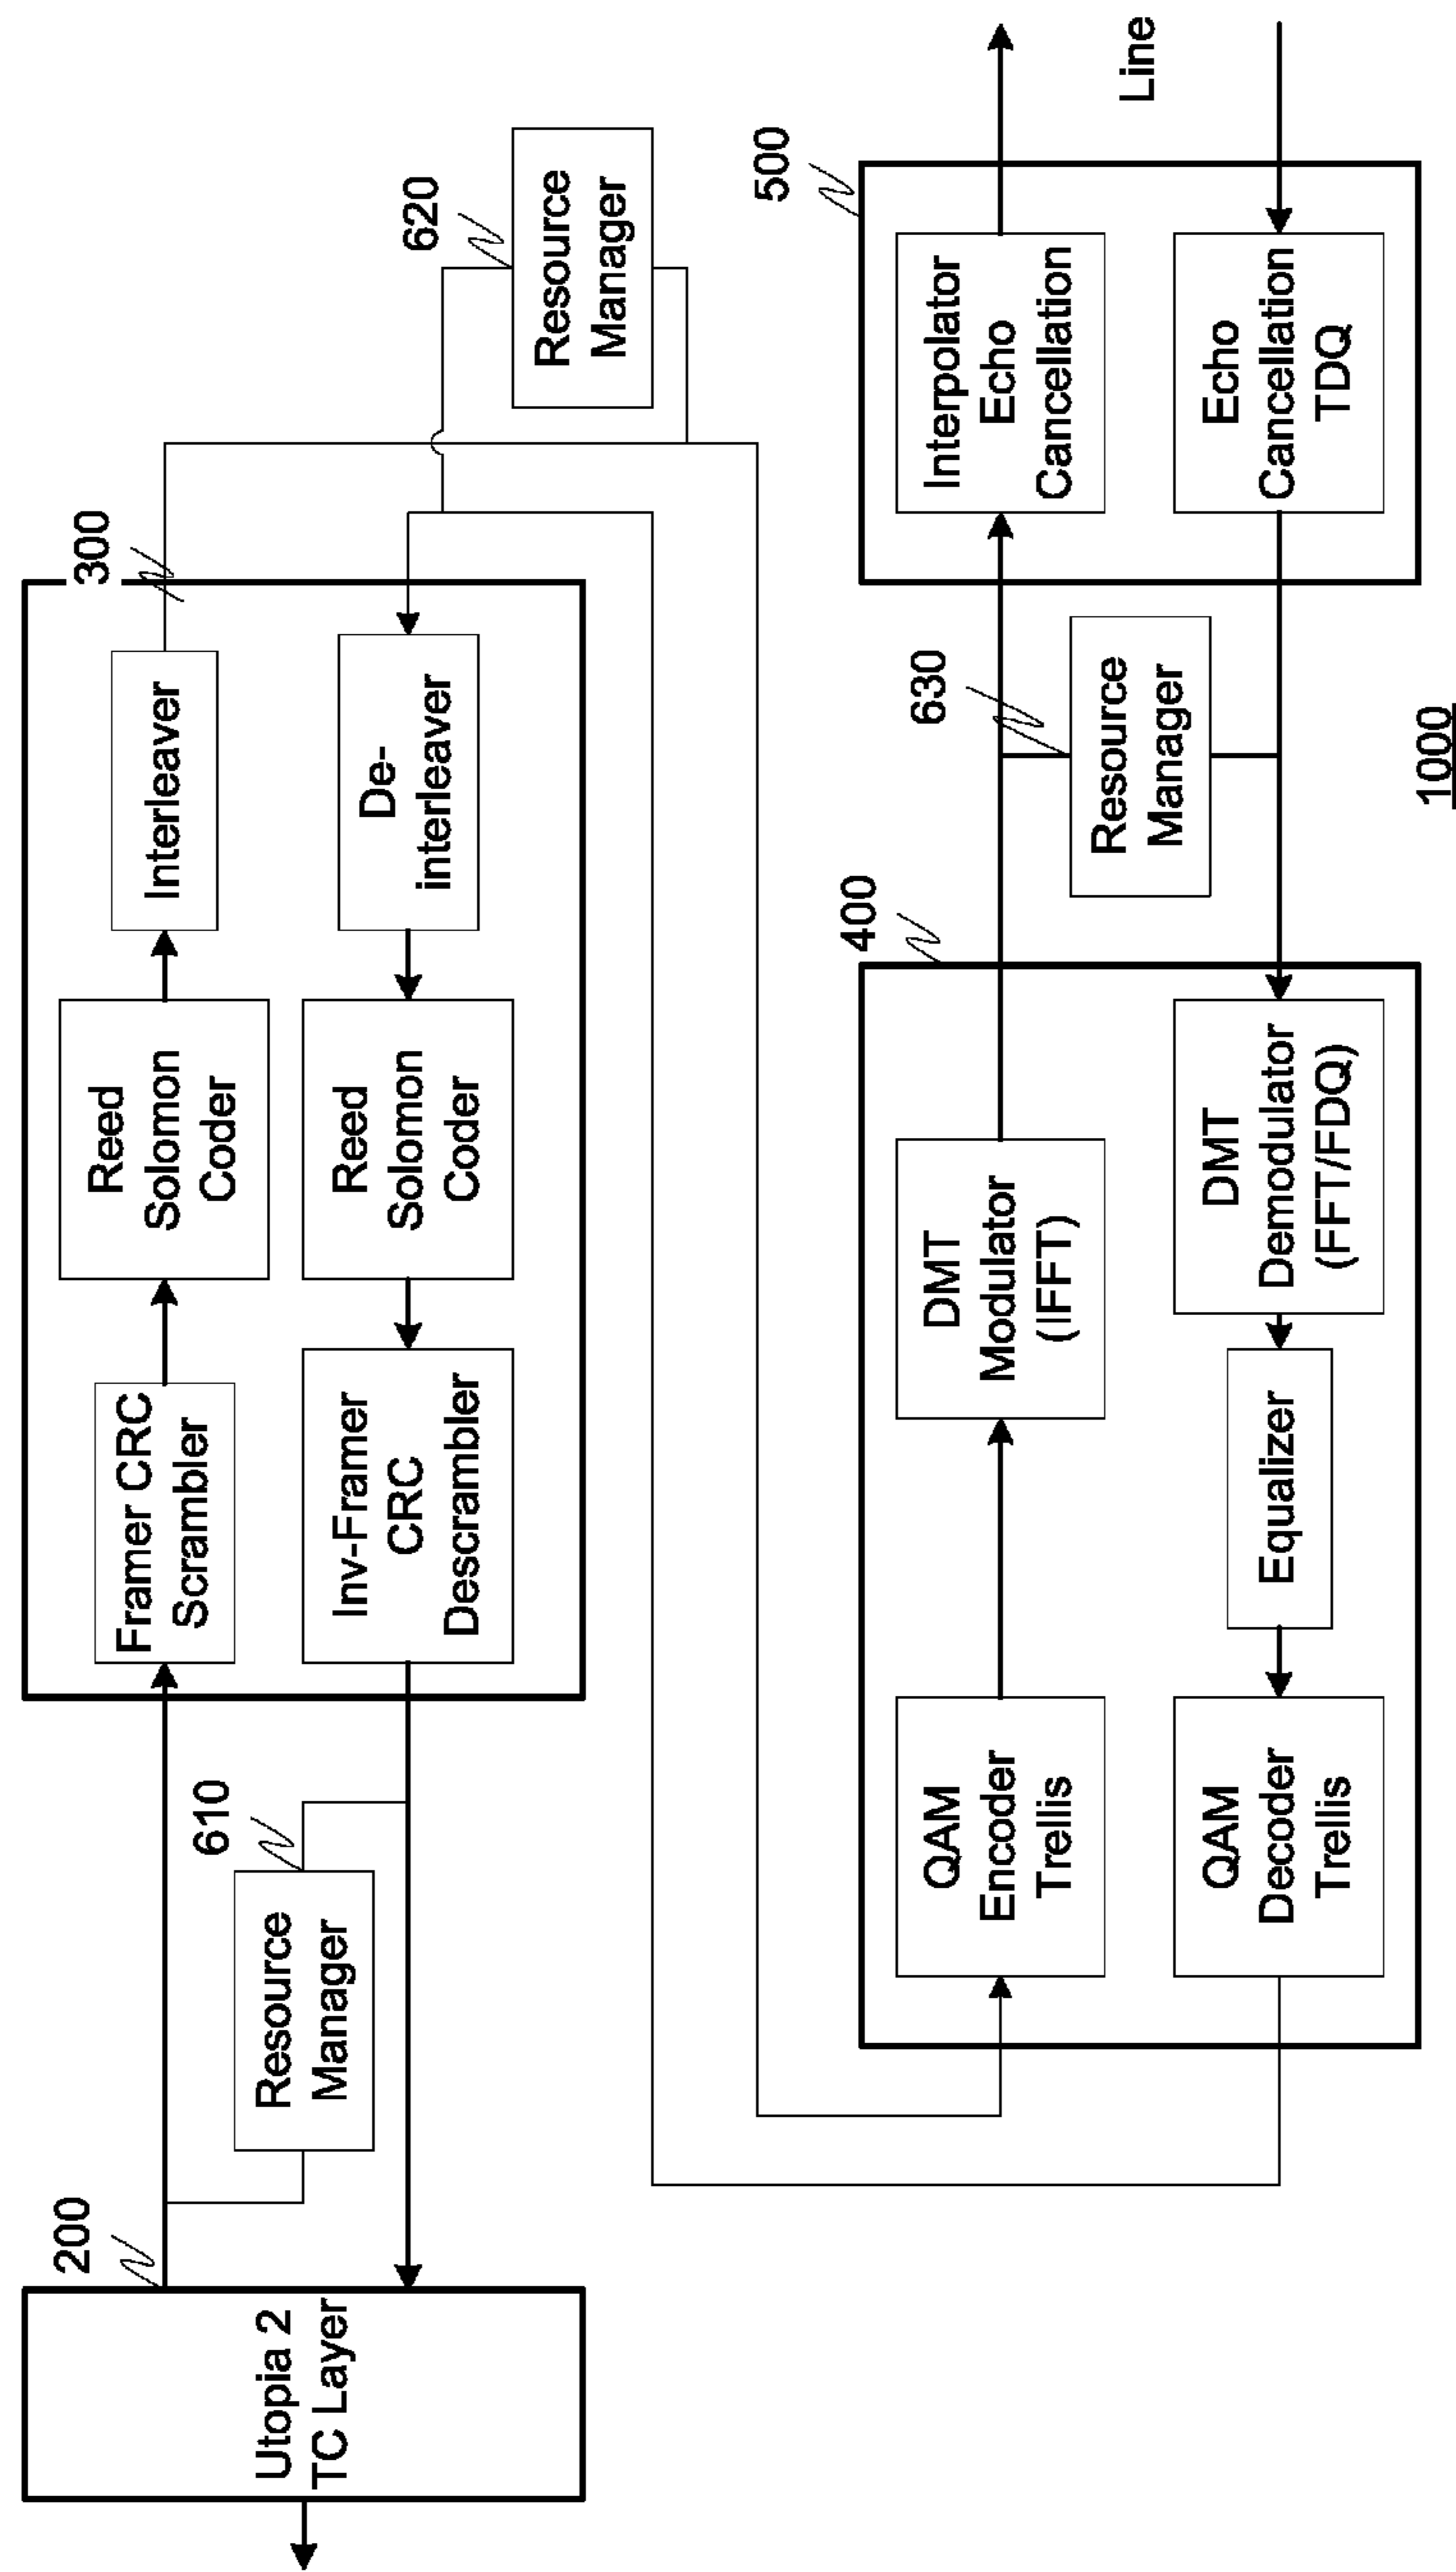 200
Utopia 2
TC Layer
610
Resource
Manager
300
Framer CRC
Scrambler
Reed
Solomon
Coder
Interleaver
Inv-Framer
CRC
Descrambler
Reed
Solomon
Coder
De-
interleaver
620
Resource
Manager
400
QAM
Encoder
Trellis
DMT
Modulator
(IFFT)
QAM
Decoder
Trellis
Equalizer
DMT
Demodulator
(FFT/FDQ)
630
Resource
Manager
500
Interpolator
Echo
Cancellation
Echo
Cancellation
TDQ
Line
1000